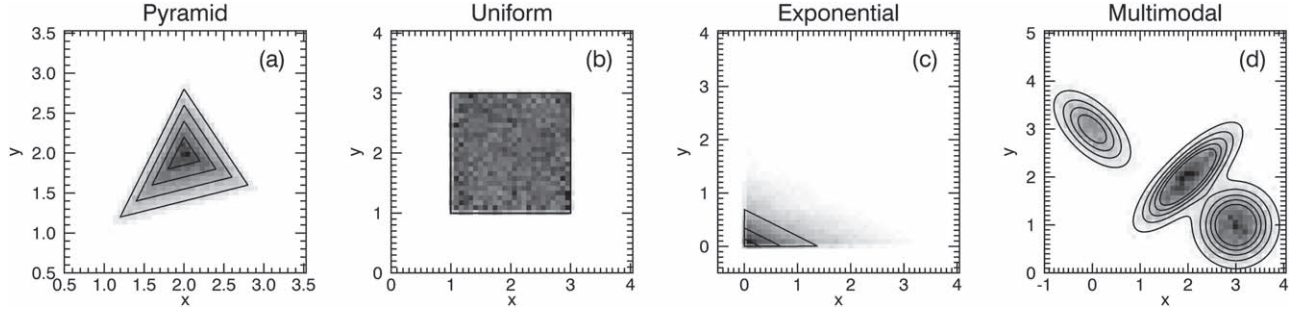 Pyramid
(a)
3.5
3.0
2.5
2.0
1.5
1.0
0.5
y
0.5 1.0 1.5 2.0 2.5 3.0 3.5
x
Uniform
(b)
4
3
2
1
0
y
0 1 2 3 4
x
Exponential
(c)
4
3
2
1
0
y
0 1 2 3 4
x
Multimodal
(d)
5
4
3
2
1
0
y
-1 0 1 2 3 4
x